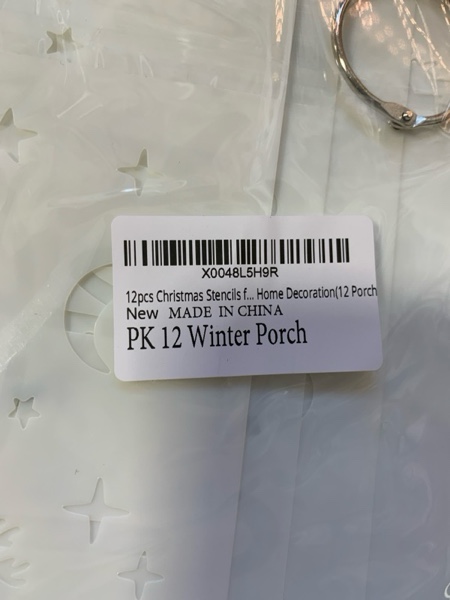 X0048L5H9R
12pcs Christmas Stencils f... Home Decoration(12 Porch
New MADE IN CHINA
PK 12 Winter Porch